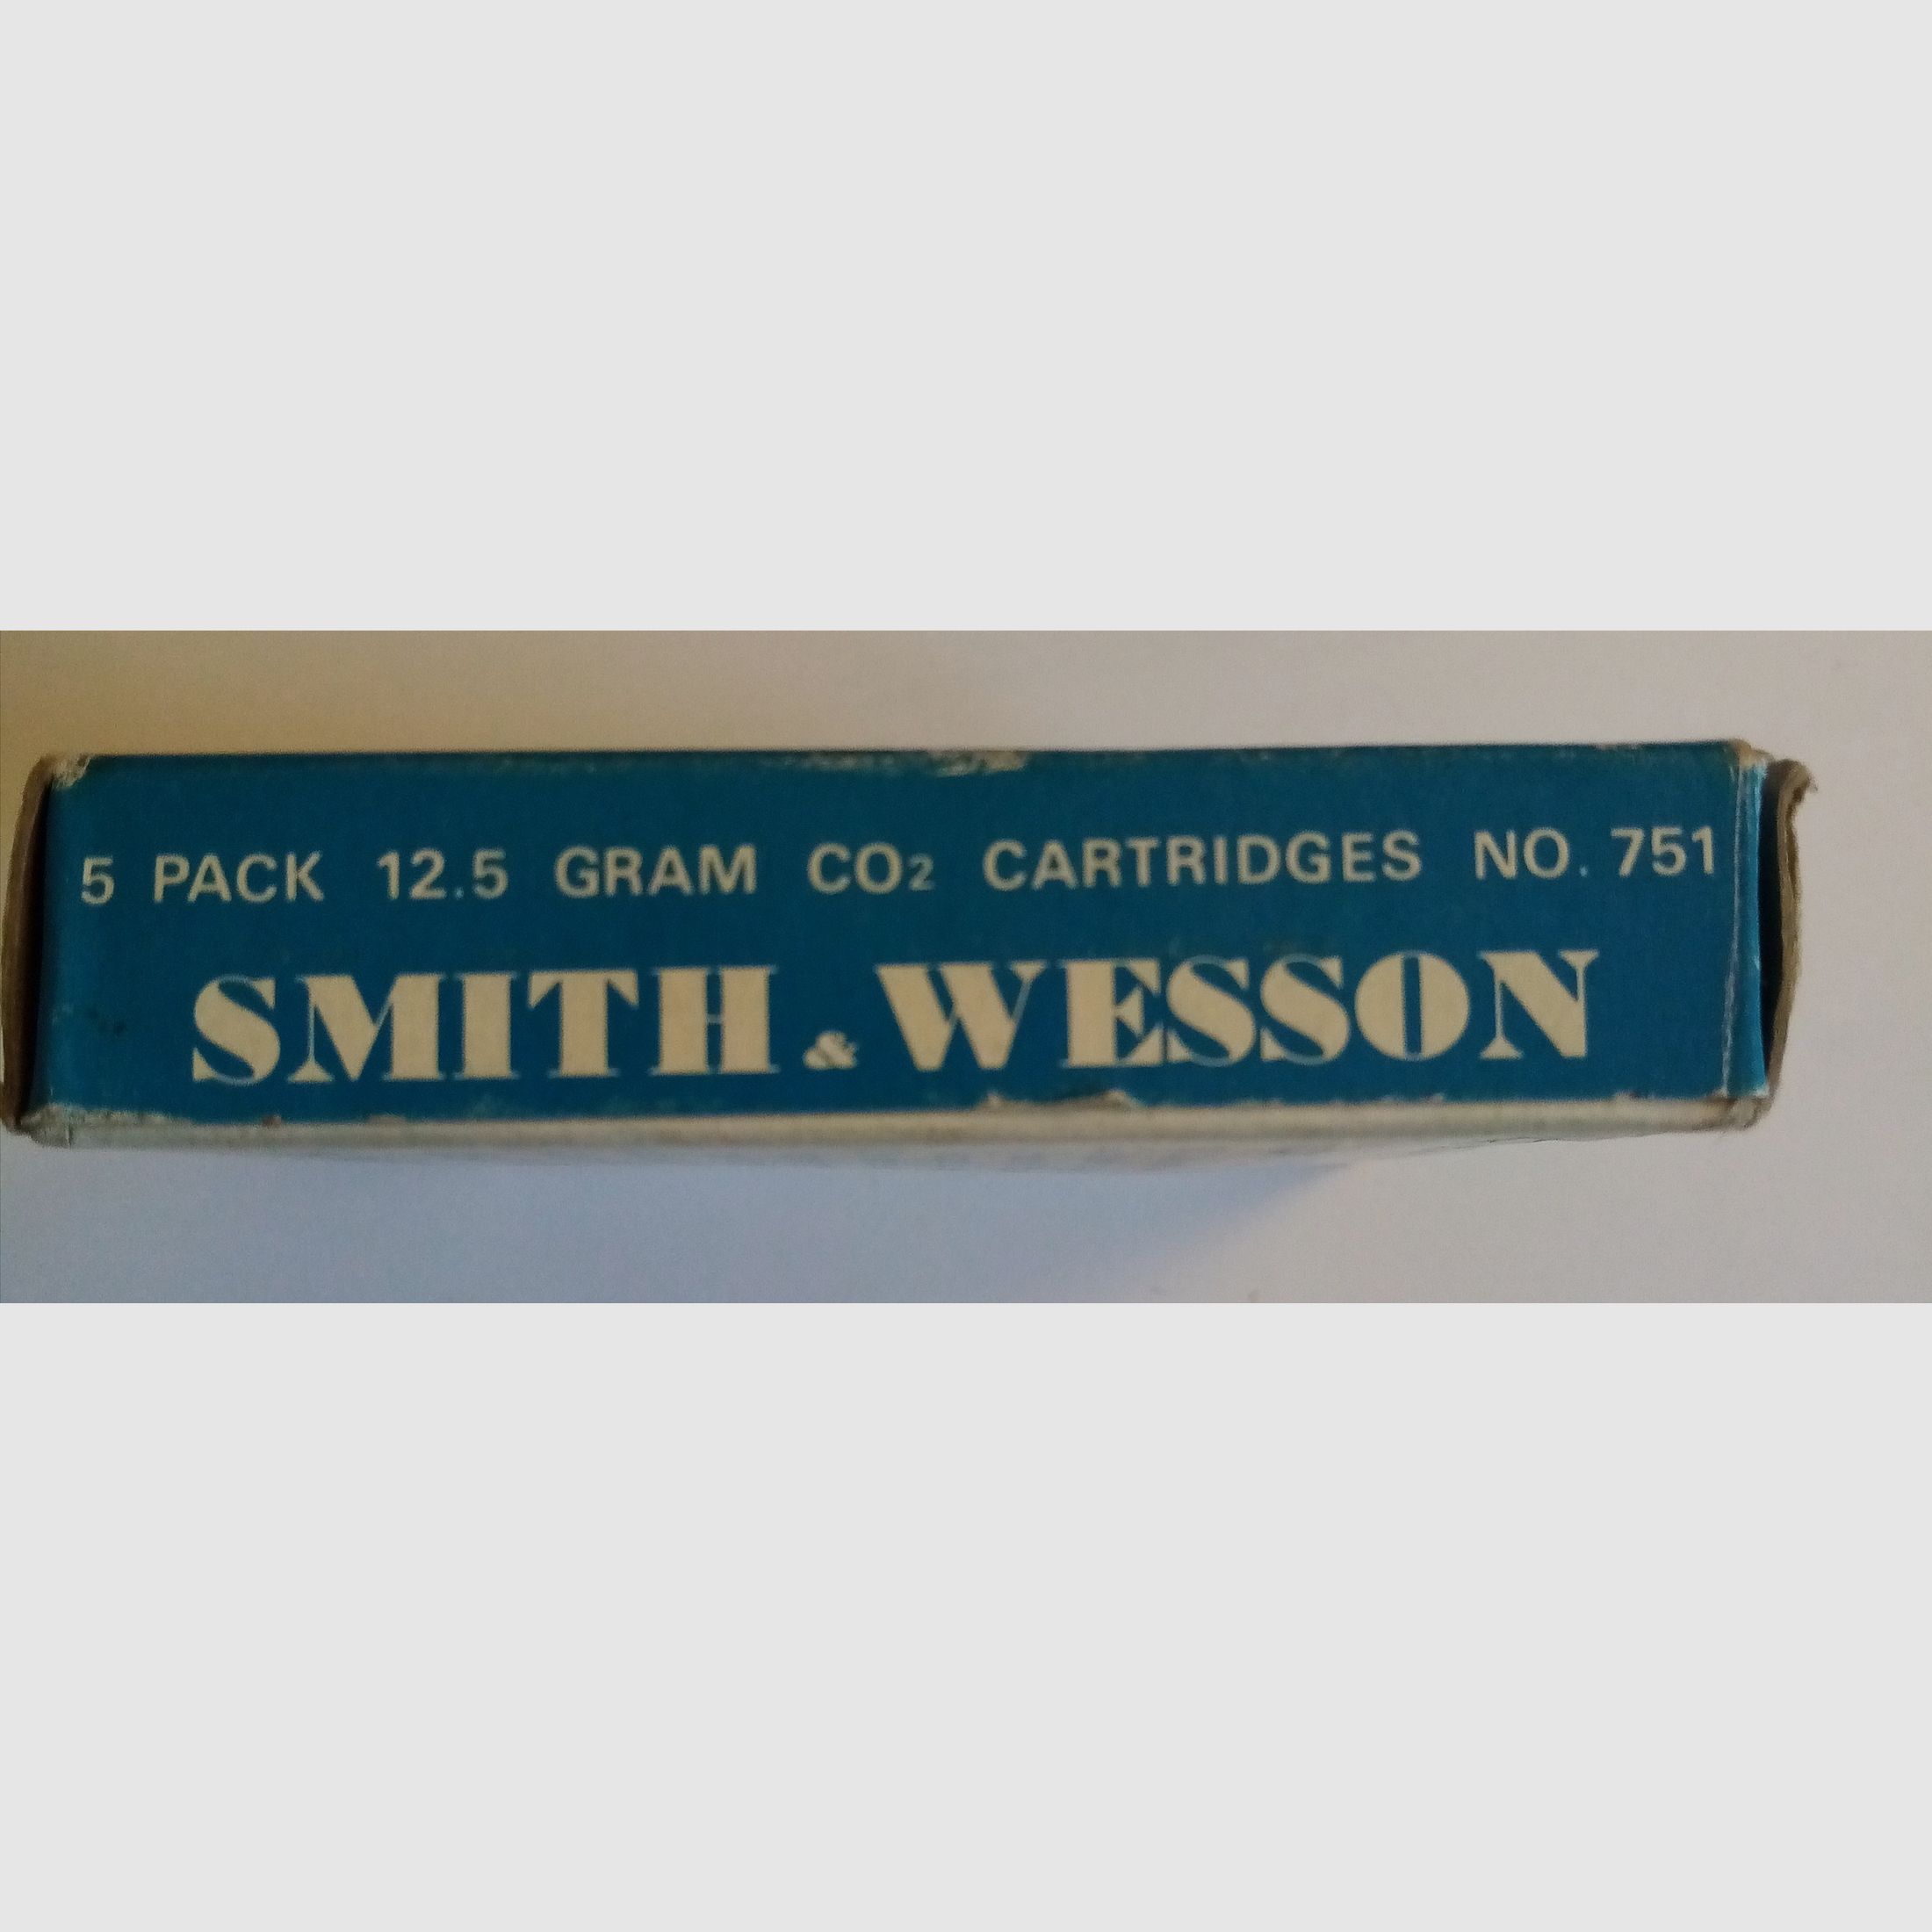 5 PACK 12.5 GRAM CO₂ CARTRIDGES NO. 751
SMITH & WESSON